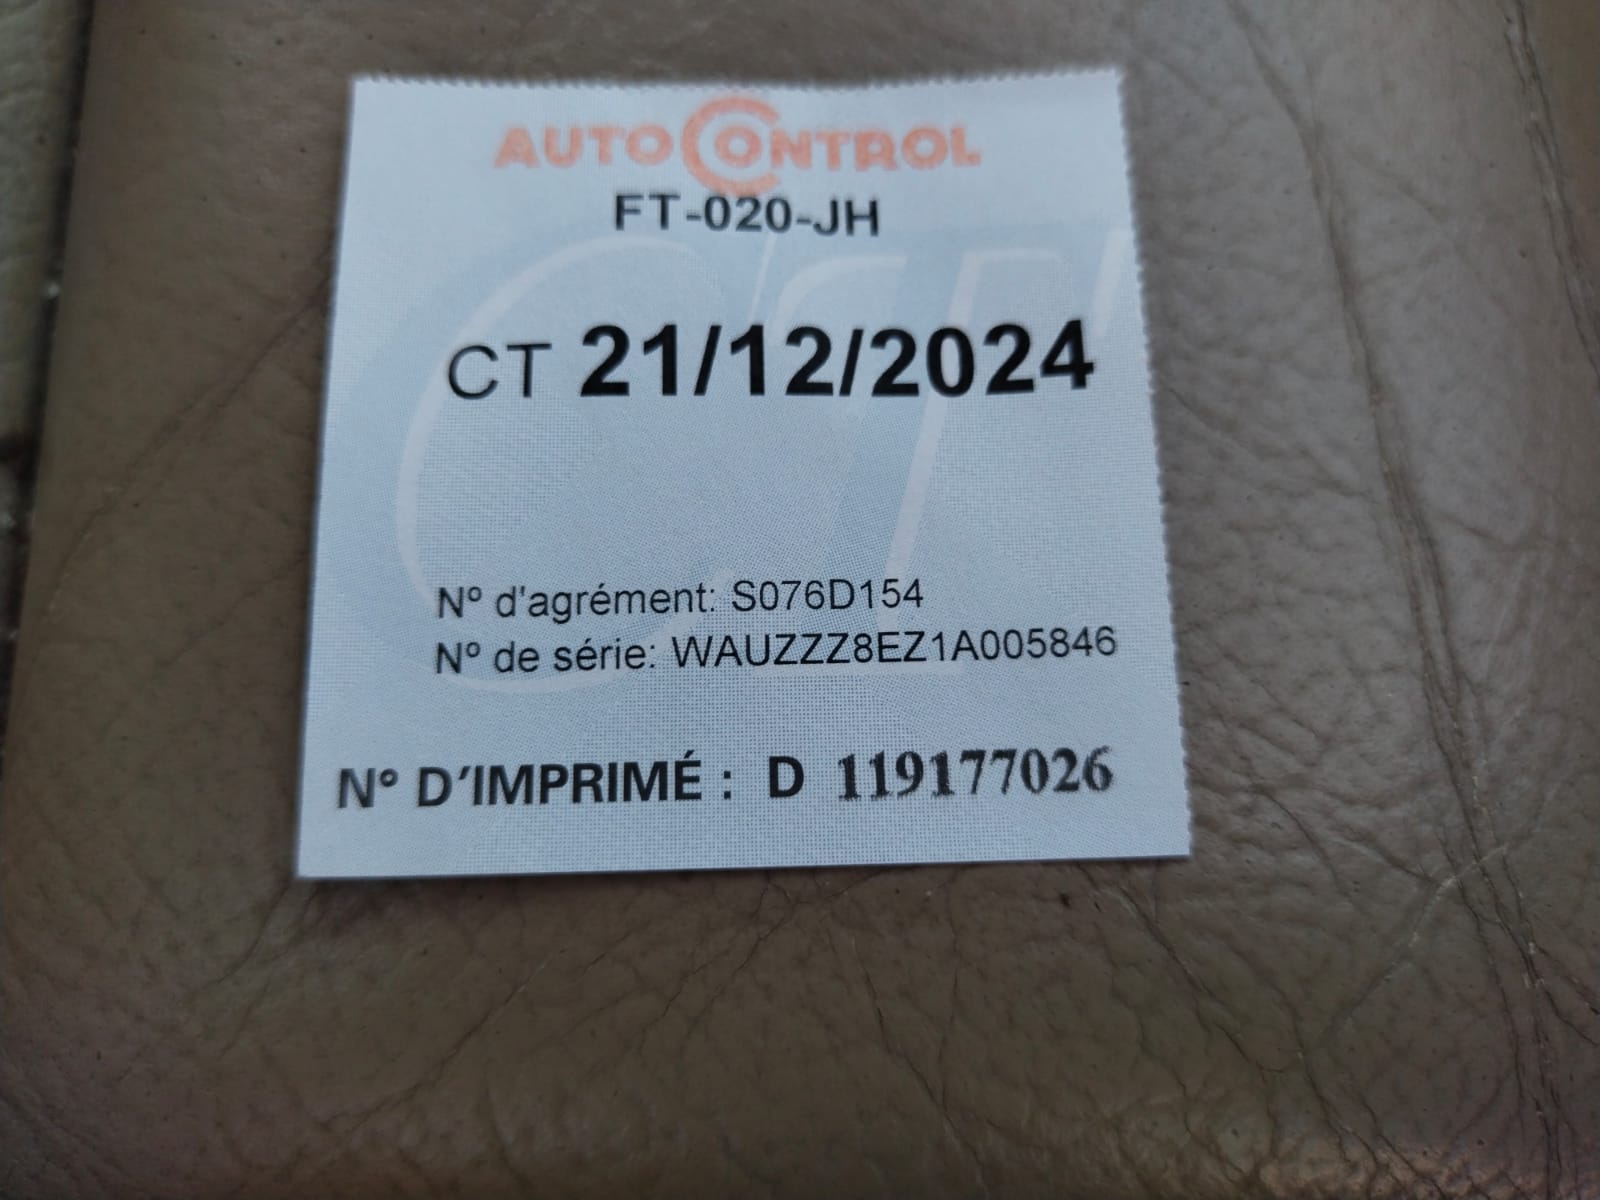 AUTOCONTROL
FT-020-JH
CT 21/12/2024
N° d'agrément: S076D154
N° de série: WAUZZZ8EZ1A005846
N° D'IMPRIMÉ : D 119177026